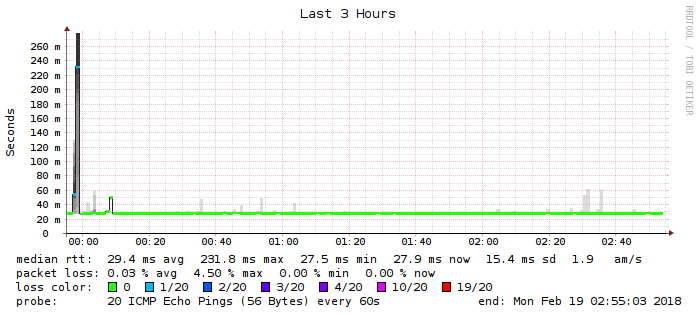 Last 3 Hours
RRDTOOL / TOBI OETIKER
Seconds
260 m
240 m
220 m
200 m
180 m
160 m
140 m
120 m
100 m
80 m
60 m
40 m
20 m
0
00:00 00:20 00:40 01:00 01:20 01:40 02:00 02:20 02:40
median rtt: 29.4 ms avg 231.8 ms max 27.5 ms min 27.9 ms now 15.4 ms sd 1.9 am/s
packet loss: 0.03 % avg 4.50 % max 0.00 % min 0.00 % now
loss color: 0 1/20 2/20 3/20 4/20 10/20 19/20
probe: 20 ICMP Echo Pings (56 Bytes) every 60s end: Mon Feb 19 02:55:03 2018